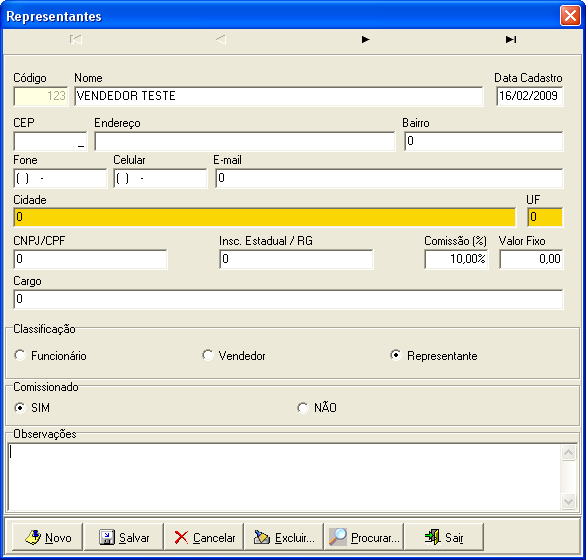 Representantes
Código Nome Data Cadastro
123 VENDEDOR TESTE 16/02/2009
CEP Endereço Bairro
_ 0
Fone Celular E-mail
( ) - ( ) - 0
Cidade UF
0 0
CNPJ/CPF Insc. Estadual / RG Comissão (%) Valor Fixo
0 0 10,00% 0,00
Cargo
0
Classificação
Funcionário Vendedor Representante
Comissionado
SIM NÃO
Observações
Novo Salvar Cancelar Excluir... Procurar... Sair